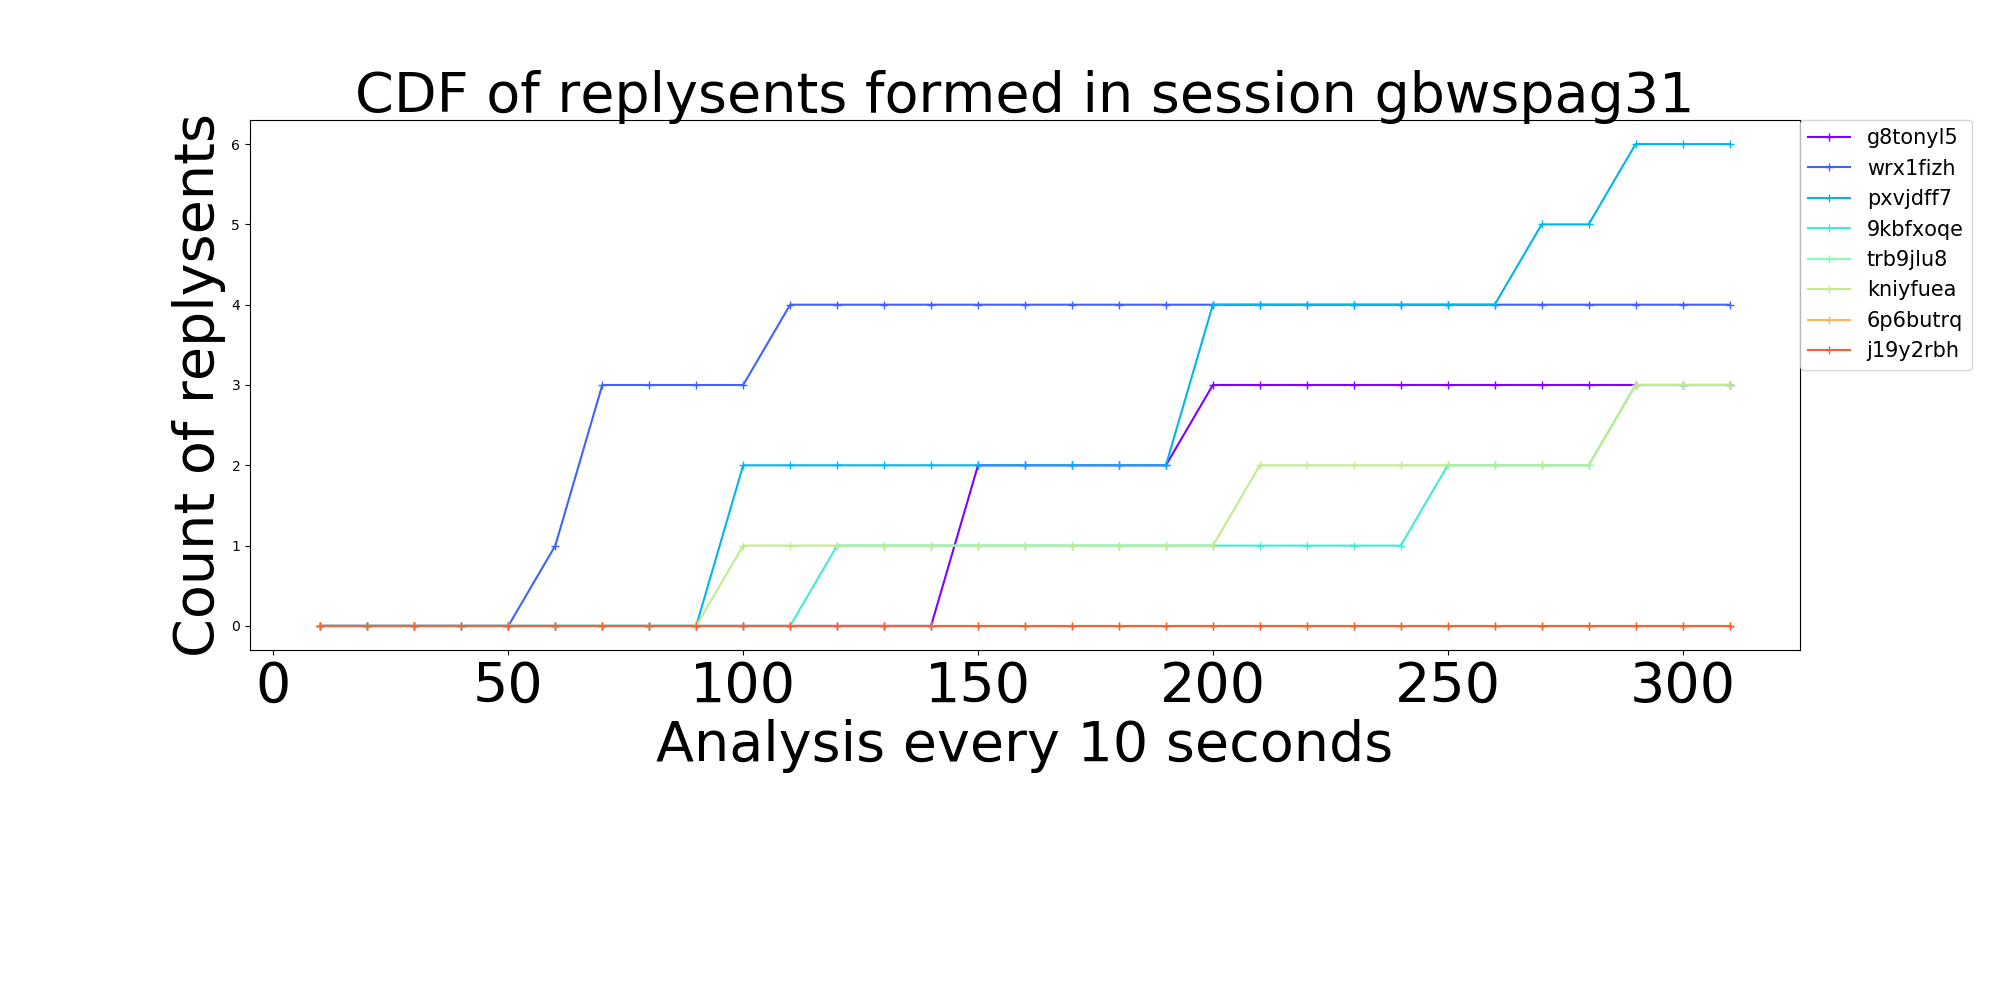 CDF of replysents formed in session gbwspag31
Count of replysents
6
5
4
3
2
1
0
0 50 100 150 200 250 300
Analysis every 10 seconds
g8tonyl5
wrx1fizh
pxvjdff7
9kbfxoqe
trb9jlu8
kniyfuea
6p6butrq
j19y2rbh